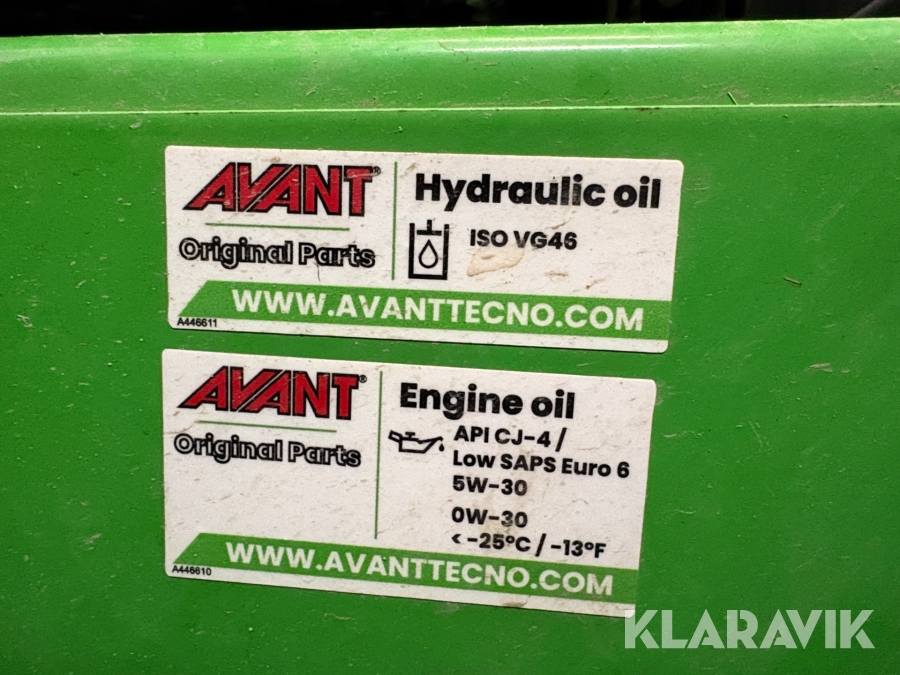 AVANT®
Original Parts
Hydraulic oil
ISO VG46
WWW.AVANTTECNO.COM
A446611
AVANT®
Original Parts
Engine oil
API CJ-4 /
Low SAPS Euro 6
5W-30
0W-30
< -25°C / -13°F
WWW.AVANTTECNO.COM
A446610
KLARAVIK